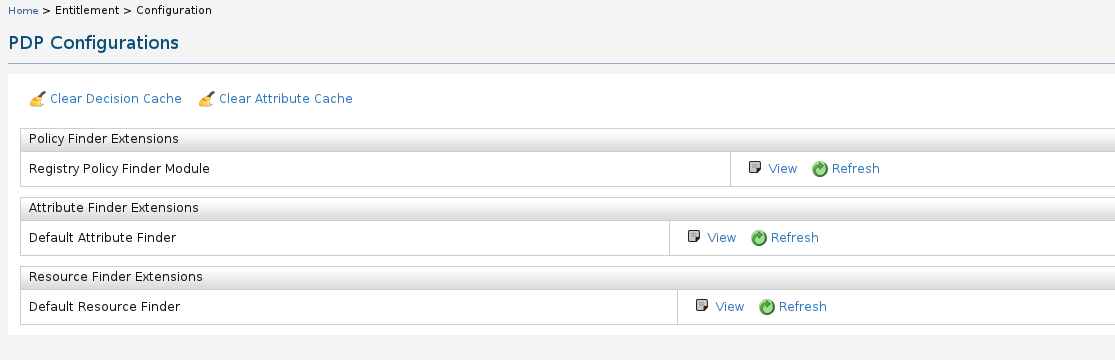 Home > Entitlement > Configuration
PDP Configurations
Clear Decision Cache Clear Attribute Cache
Policy Finder Extensions
Registry Policy Finder Module View Refresh
Attribute Finder Extensions
Default Attribute Finder View Refresh
Resource Finder Extensions
Default Resource Finder View Refresh